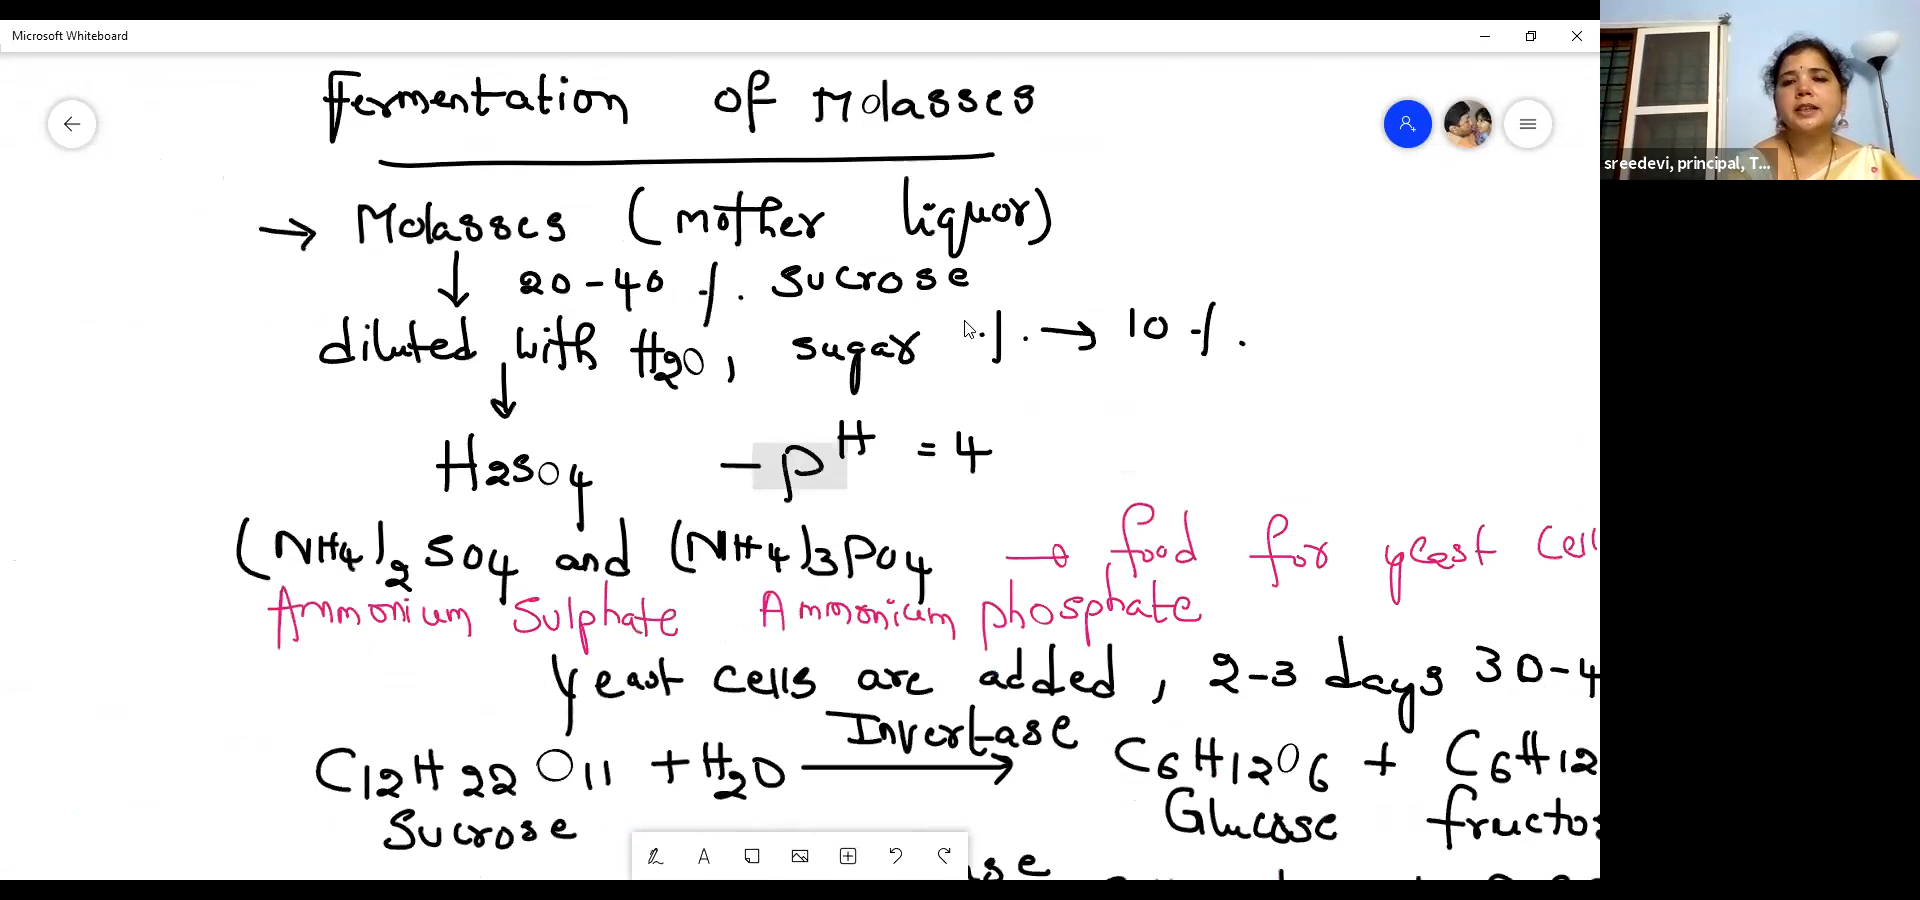 Microsoft Whiteboard
Fermentation of Molasses
→ Molasses (mother liquor)
↓ 20-40 %. Sucrose
diluted with H2O, sugar %. → 10 %.
↓
H2SO4 - pH = 4
(NH4)2SO4 and (NH4)3PO4 → food for yeast Cell
Ammonium Sulphate Ammonium phosphate
Yeast cells are added, 2-3 days 30-4
Invertase
C12H22O11 + H2O → C6H12O6 + C6H12
Sucrose Glucose fructo
A
sreedevi, principal, T...